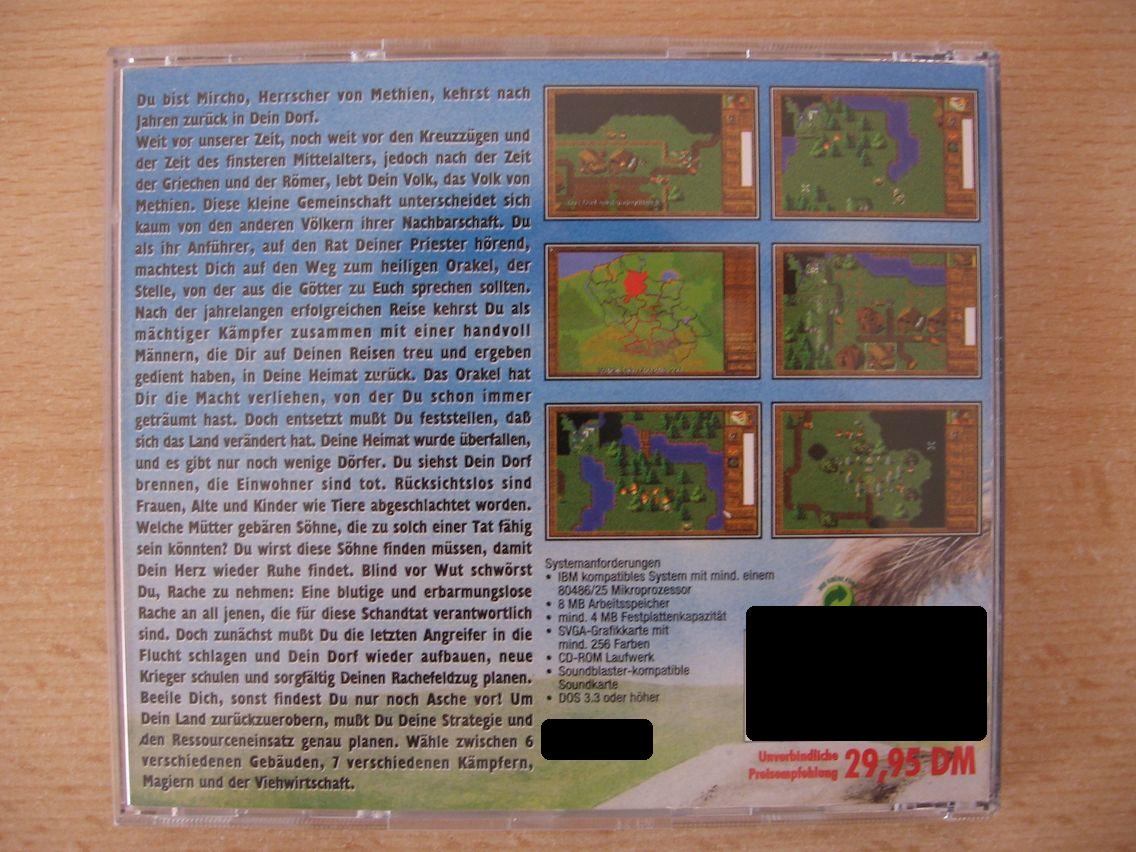 Du bist Mircho, Herrscher von Methien, kehrst nach
Jahren zurück in Dein Dorf.
Weit vor unserer Zeit, noch weit vor den Kreuzzügen und
der Zeit des finsteren Mittelalters, jedoch nach der Zeit
der Griechen und der Römer, lebt Dein Volk, das Volk von
Methien. Diese kleine Gemeinschaft unterscheidet sich
kaum von den anderen Völkern ihrer Nachbarschaft. Du
als ihr Anführer, auf den Rat Deiner Priester hörend,
machtest Dich auf den Weg zum heiligen Orakel, der
Stelle, von der aus die Götter zu Euch sprechen sollten.
Nach der jahrelangen erfolgreichen Reise kehrst Du als
mächtiger Kämpfer zusammen mit einer handvoll
Männern, die Dir auf Deinen Reisen treu und ergeben
gedient haben, in Deine Heimat zurück. Das Orakel hat
Dir die Macht verliehen, von der Du schon immer
geträumt hast. Doch entsetzt mußt Du feststellen, daß
sich das Land verändert hat. Deine Heimat wurde überfallen,
und es gibt nur noch wenige Dörfer. Du siehst Dein Dorf
brennen, die Einwohner sind tot. Rücksichtslos sind
Frauen, Alte und Kinder wie Tiere abgeschlachtet worden.
Welche Mütter gebären Söhne, die zu solch einer Tat fähig
sein könnten? Du wirst diese Söhne finden müssen, damit
Dein Herz wieder Ruhe findet. Blind vor Wut schwörst
Du, Rache zu nehmen: Eine blutige und erbarmungslose
Rache an all jenen, die für diese Schandtat verantwortlich
sind. Doch zunächst mußt Du die letzten Angreifer in die
Flucht schlagen und Dein Dorf wieder aufbauen, neue
Krieger schulen und sorgfältig Deinen Rachefeldzug planen.
Beeile Dich, sonst findest Du nur noch Asche vor! Um
Dein Land zurückzuerobern, mußt Du Deine Strategie und
den Ressourceneinsatz genau planen. Wähle zwischen 6
verschiedenen Gebäuden, 7 verschiedenen Kämpfern,
Magiern und der Viehwirtschaft.
Systemanforderungen
• IBM kompatibles System mit mind. einem
80486/25 Mikroprozessor
• 8 MB Arbeitsspeicher
• mind. 4 MB Festplattenkapazität
• SVGA-Grafikkarte mit
mind. 256 Farben
• CD-ROM Laufwerk
• Soundblaster-kompatible
Soundkarte
• DOS 3.3 oder höher
Unverbindliche
Preisempfehlung 29,95 DM